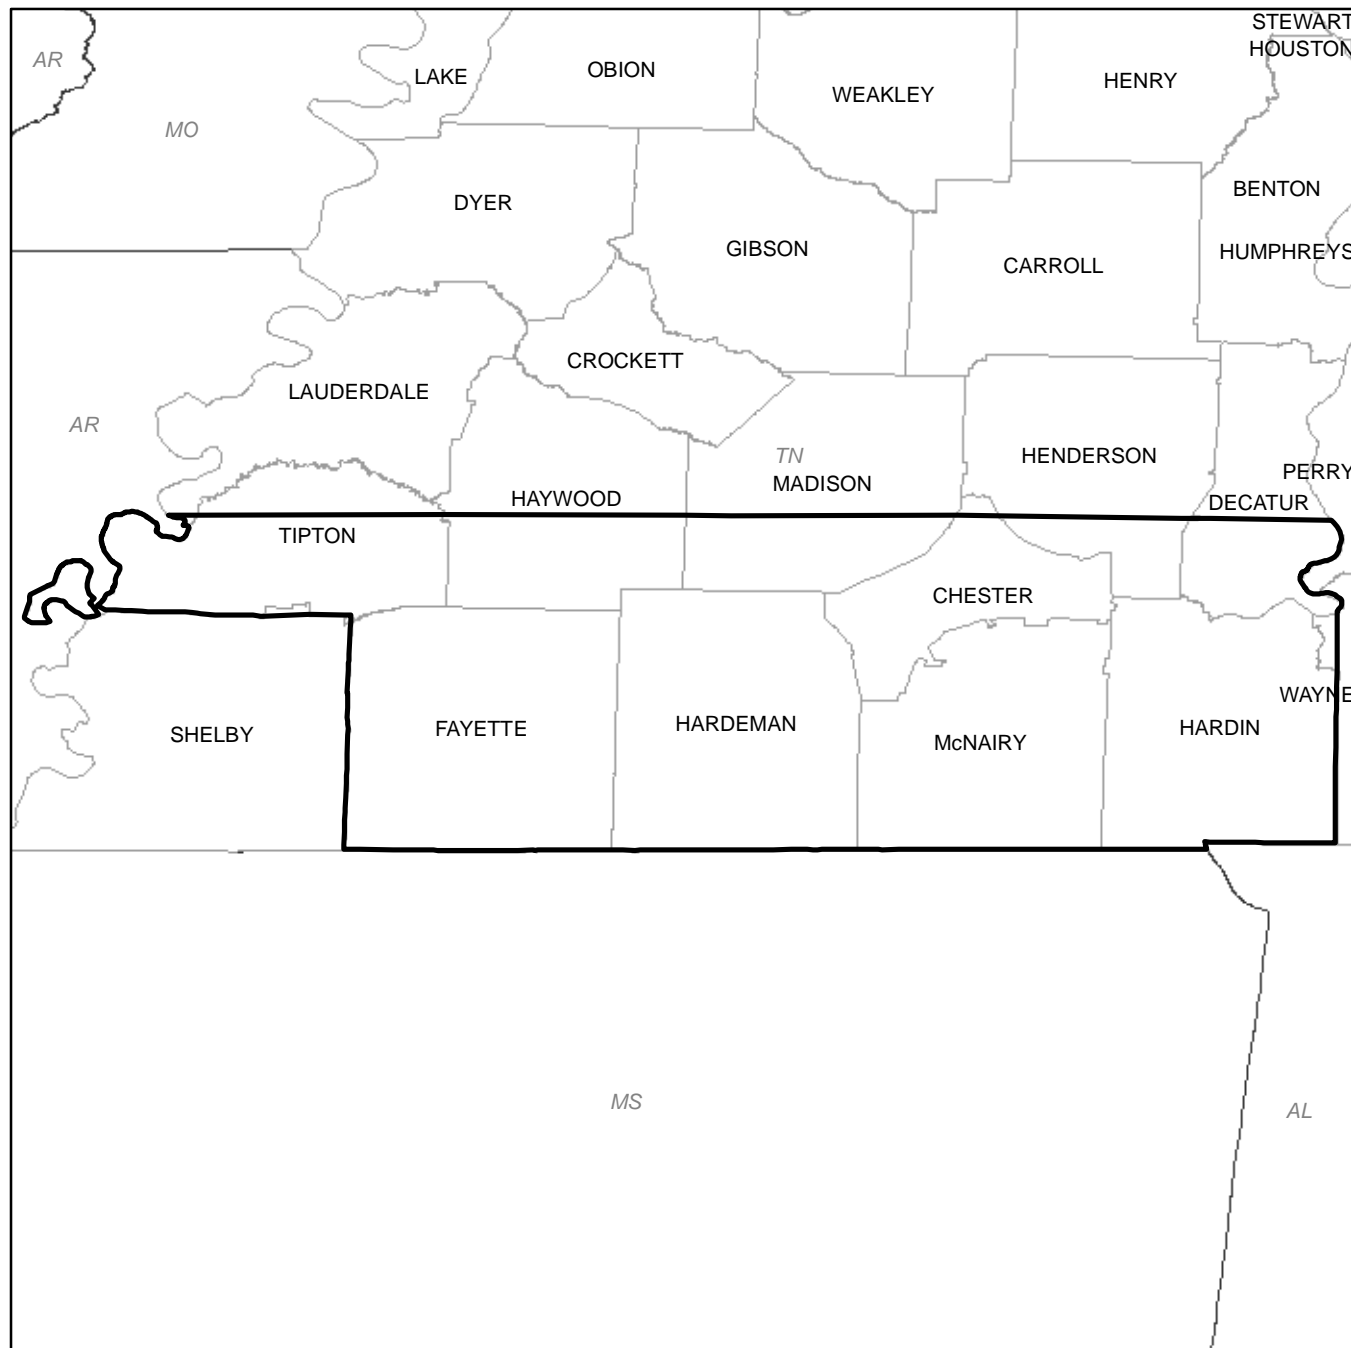 STEWART
HOUSTON
AR
LAKE
OBION
HENRY
WEAKLEY
MO
BENTON
DYER
GIBSON
HUMPHREYS
CARROLL
CROCKETT
LAUDERDALE
AR
TN
HENDERSON
PERRY
MADISON
HAYWOOD
DECATUR
TIPTON
CHESTER
WAYNE
SHELBY
FAYETTE
HARDEMAN
McNAIRY
HARDIN
MS
AL